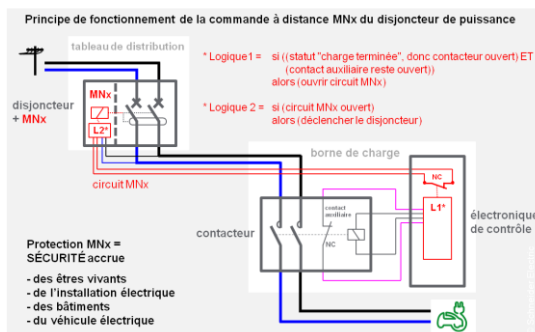 Principe de fonctionnement de la commande à distance MNx du disjoncteur de puissance
tableau de distribution
* Logique1 = si ((statut "charge terminée", donc contacteur ouvert) ET
(contact auxiliaire reste ouvert))
alors (ouvrir circuit MNx)
MNx
disjoncteur
+ MNx
L2*
* Logique 2 = si (circuit MNx ouvert)
alors (déclencher le disjoncteur)
borne de charge
circuit MNx
NC
L1*
contact
auxiliaire
électronique
de contrôle
contacteur
NC
Protection MNx =
SÉCURITÉ accrue
- des êtres vivants
- de l'installation électrique
- des bâtiments
- du véhicule électrique